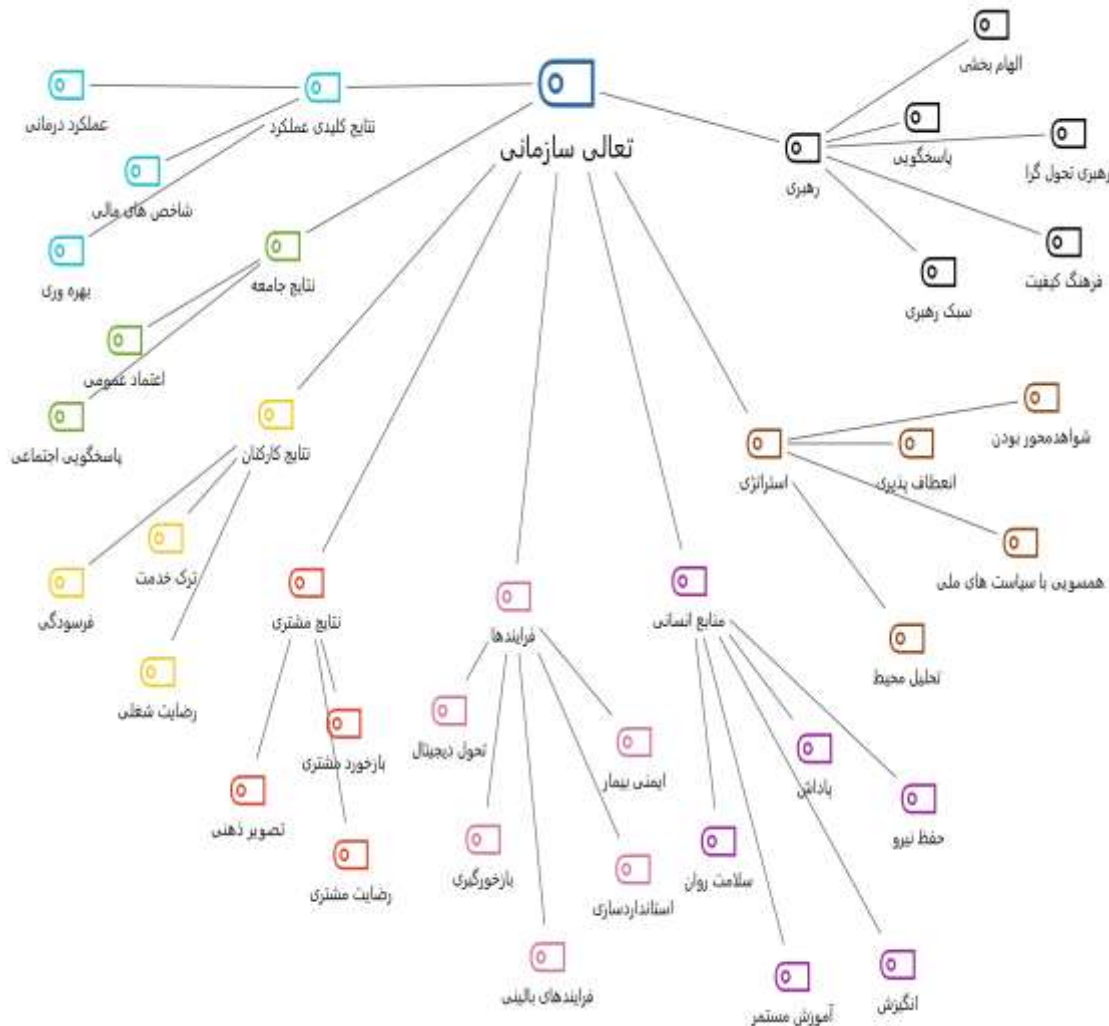 تعالی سازمانی
رهبری
الهام بخشی
پاسخگویی
رهبری تحول گرا
فرهنگ کیفیت
سبک رهبری
استراتژی
شواهدمحور بودن
انعطاف پذیری
همسویی با سیاست های ملی
تحلیل محیط
منابع انسانی
پاداش
حفظ نیرو
سلامت روان
انگیزش
آموزش مستمر
فرایندها
تحول دیجیتال
ایمنی بیمار
بازخورگیری
استانداردسازی
فرایندهای بالینی
نتایج مشتری
بازخورد مشتری
تصویر ذهنی
رضایت مشتری
نتایج کارکنان
ترک خدمت
فرسودگی
رضایت شغلی
نتایج جامعه
اعتماد عمومی
پاسخگویی اجتماعی
نتایج کلیدی عملکرد
عملکرد درمانی
شاخص های مالی
بهره وری